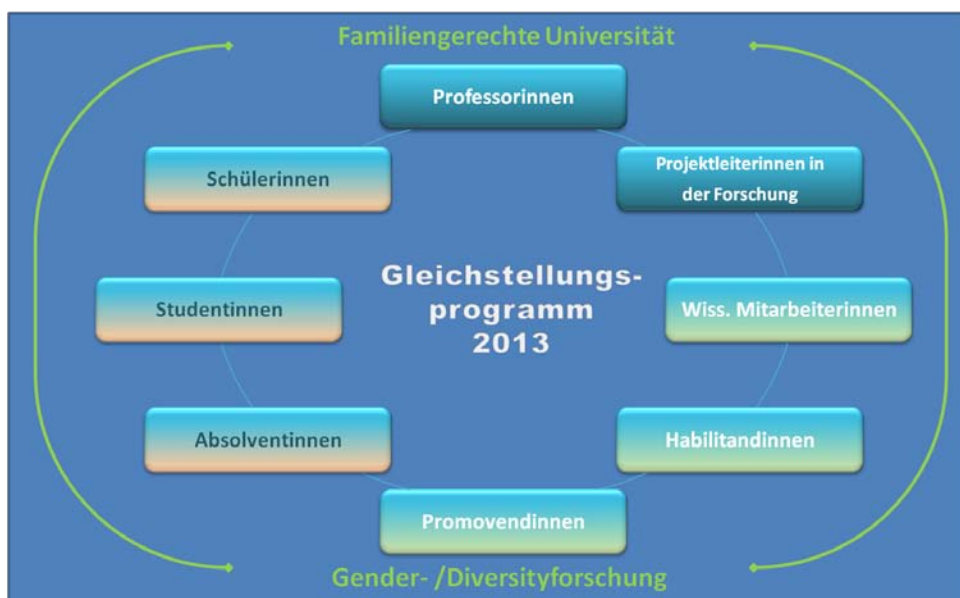 Familiengerechte Universität
Professorinnen
Schülerinnen
Projektleiterinnen in
der Forschung
Gleichstellungs-
programm
2013
Studentinnen
Wiss. Mitarbeiterinnen
Absolventinnen
Habilitandinnen
Promovendinnen
Gender- /Diversityforschung